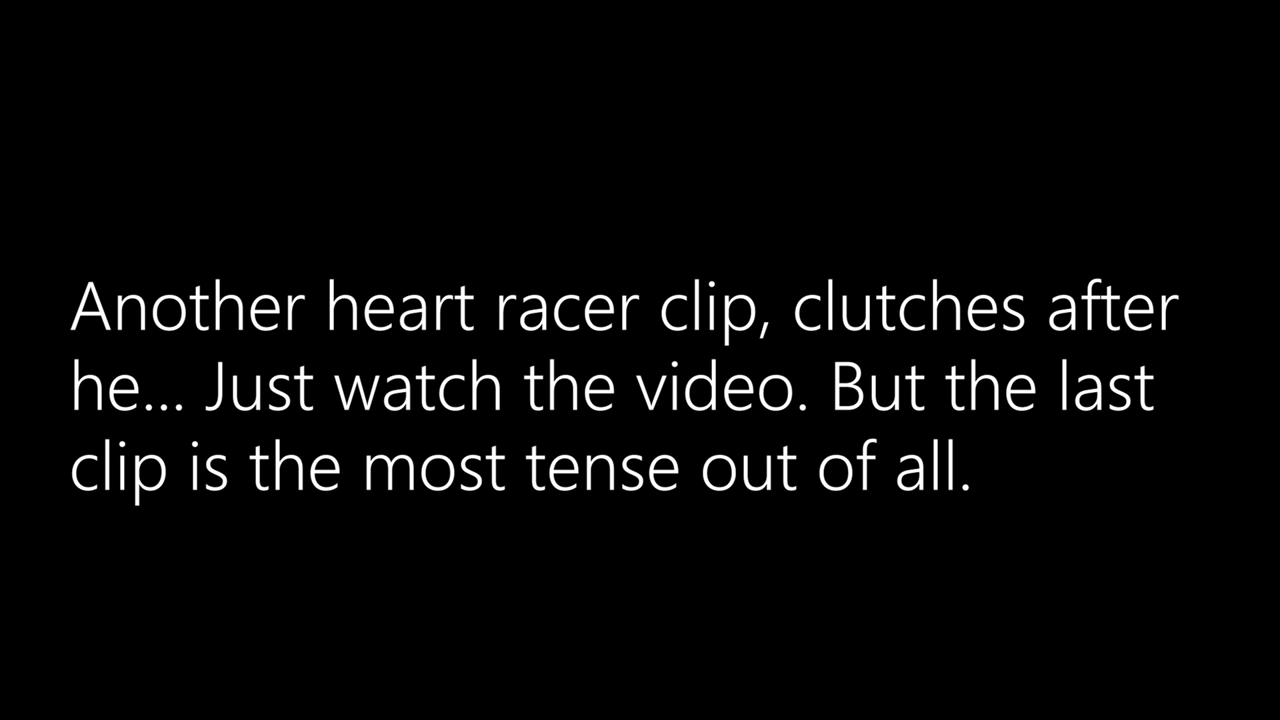 Another heart racer clip, clutches after
he... Just watch the video. But the last
clip is the most tense out of all.